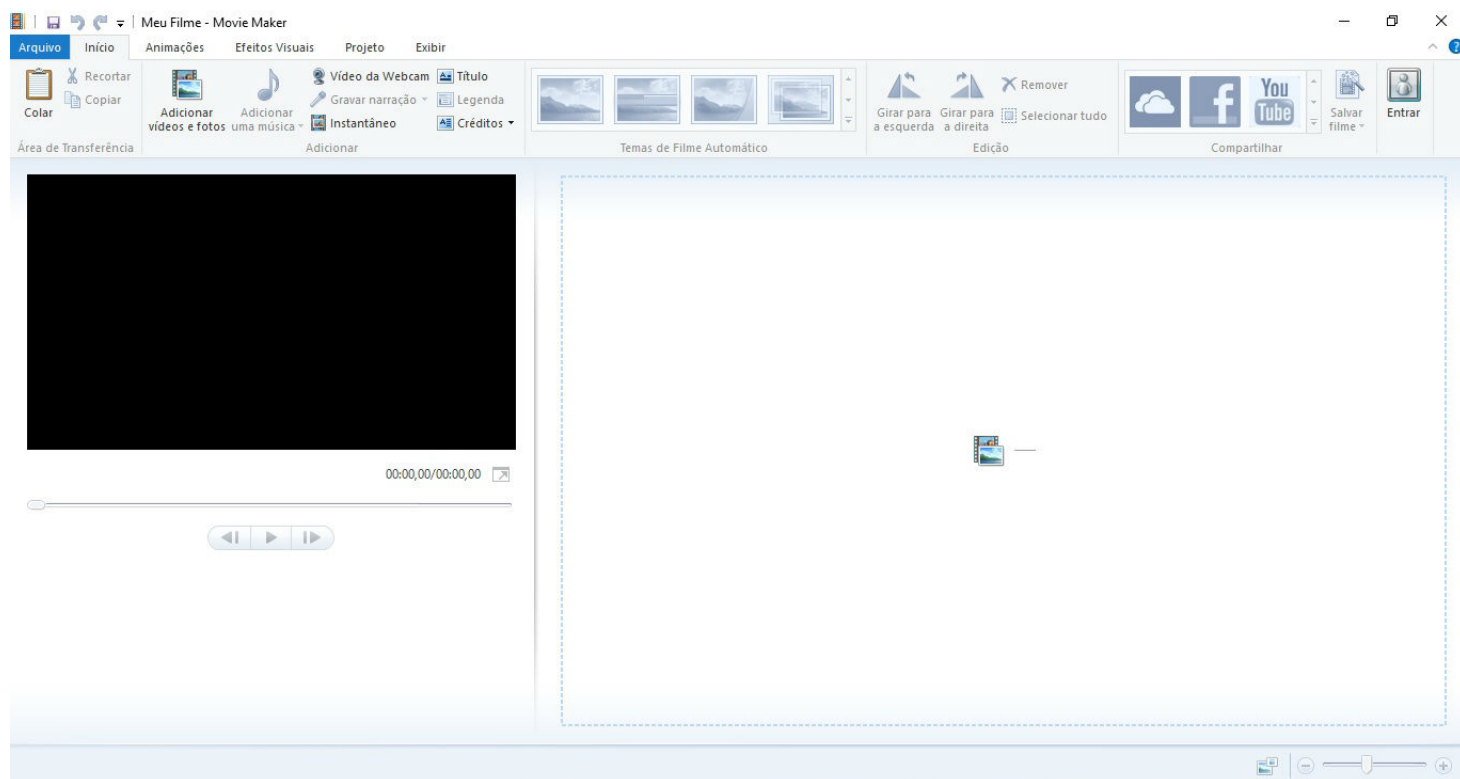 Meu Filme - Movie Maker
Arquivo Início Animações Efeitos Visuais Projeto Exibir
Colar
Recortar
Copiar
Área de Transferência
Adicionar
vídeos e fotos
Adicionar
uma música
Vídeo da Webcam
Gravar narração
Instantâneo
Título
Legenda
Créditos
Adicionar
Temas de Filme Automático
Girar para
a esquerda
Girar para
a direita
Remover
Selecionar tudo
Edição
f
You
Tube
Compartilhar
Salvar
filme
Entrar
00:00,00/00:00,00